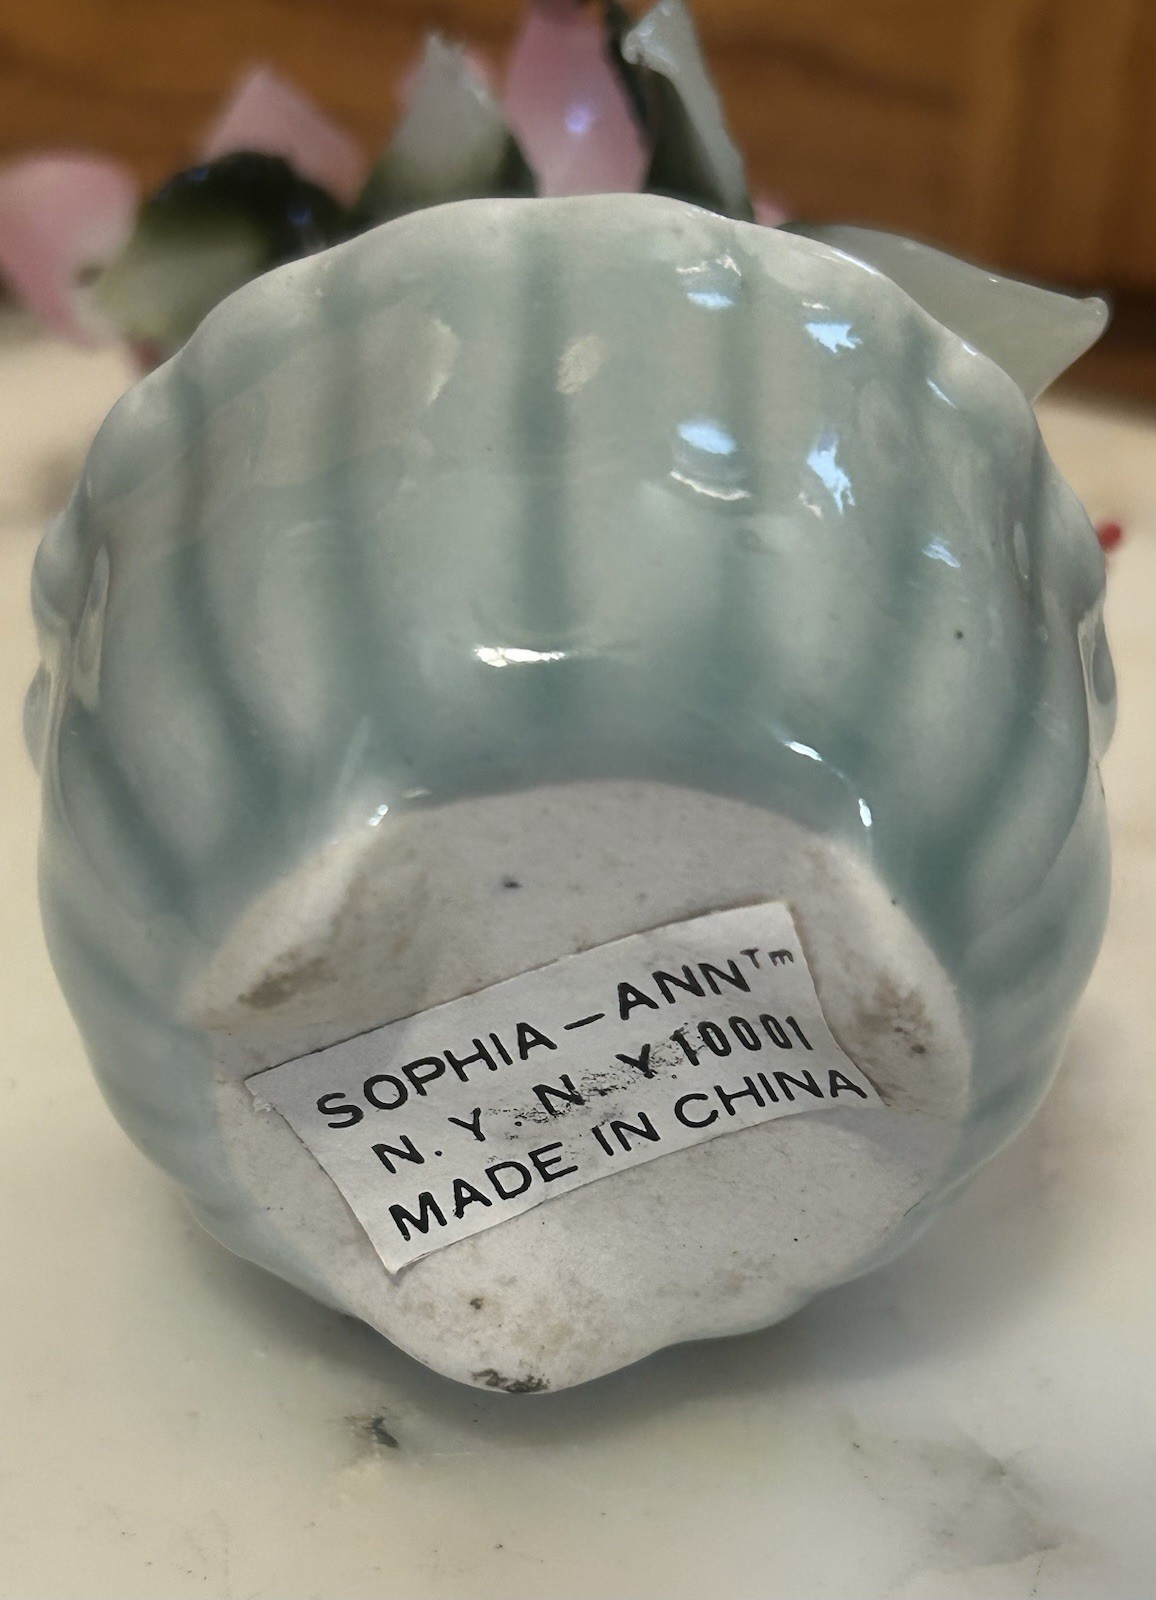 SOPHIA-ANN™
N.Y. N.Y.10001
MADE IN CHINA